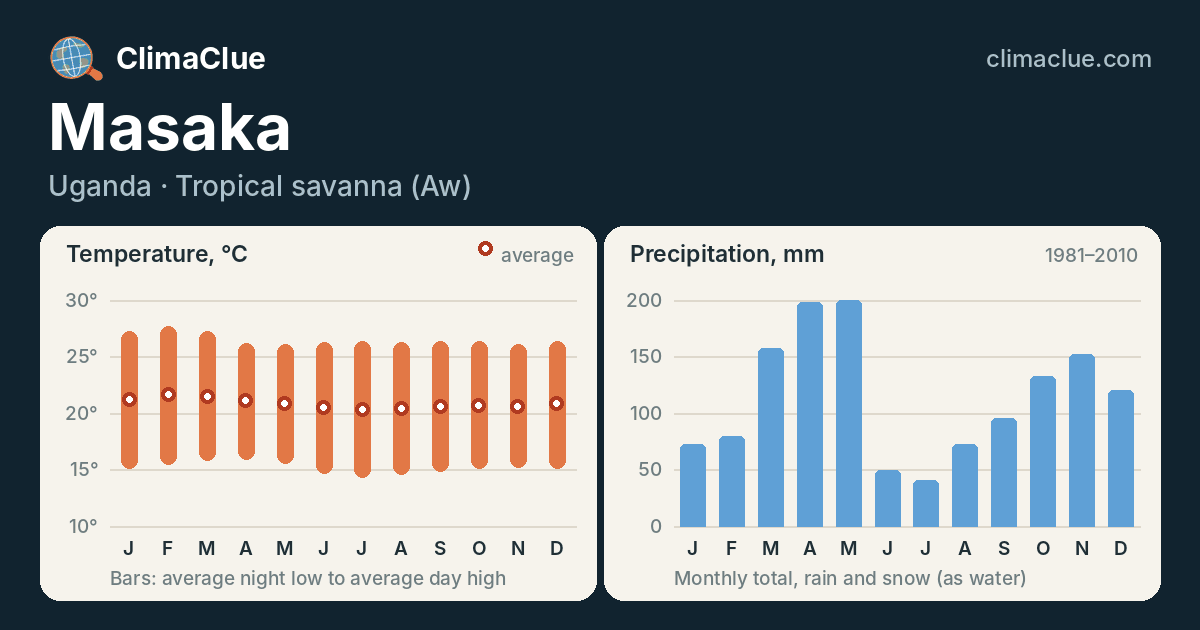 ClimaClue
climaclue.com
Masaka
Uganda · Tropical savanna (Aw)
Temperature, °C
average
30°
25°
20°
15°
10°
J F M A M J J A S O N D
Bars: average night low to average day high
Precipitation, mm
1981–2010
200
150
100
50
0
J F M A M J J A S O N D
Monthly total, rain and snow (as water)